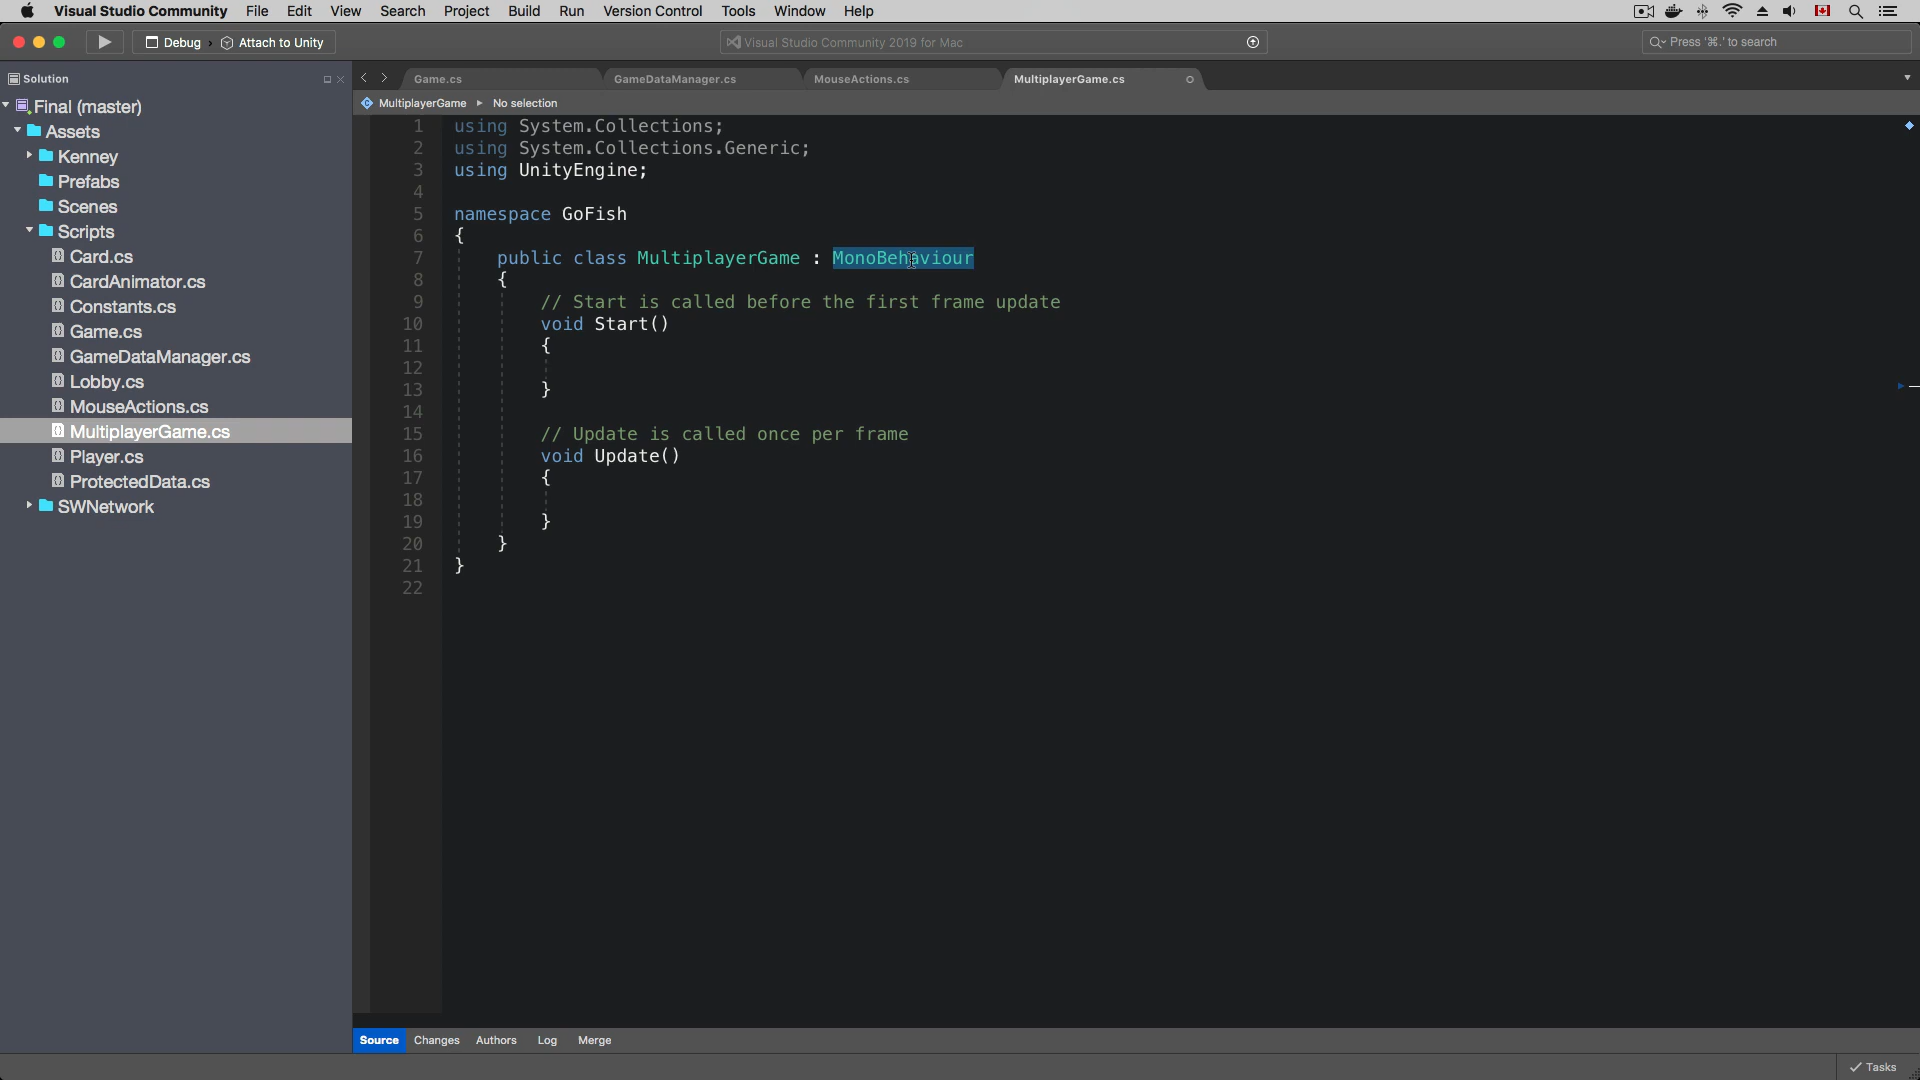 Visual Studio Community File Edit View Search Project Build Run Version Control Tools Window Help
Debug › Attach to Unity
Visual Studio Community 2019 for Mac
Press '⌘.' to search
Solution
Final (master)
Assets
Kenney
Prefabs
Scenes
Scripts
Card.cs
CardAnimator.cs
Constants.cs
Game.cs
GameDataManager.cs
Lobby.cs
MouseActions.cs
MultiplayerGame.cs
Player.cs
ProtectedData.cs
SWNetwork
Game.cs GameDataManager.cs MouseActions.cs MultiplayerGame.cs
MultiplayerGame ▸ No selection
1 using System.Collections;
2 using System.Collections.Generic;
3 using UnityEngine;
4
5 namespace GoFish
6 {
7 public class MultiplayerGame : MonoBehaviour
8 {
9 // Start is called before the first frame update
10 void Start()
11 {
12
13 }
14
15 // Update is called once per frame
16 void Update()
17 {
18
19 }
20 }
21 }
22
Source Changes Authors Log Merge
Tasks